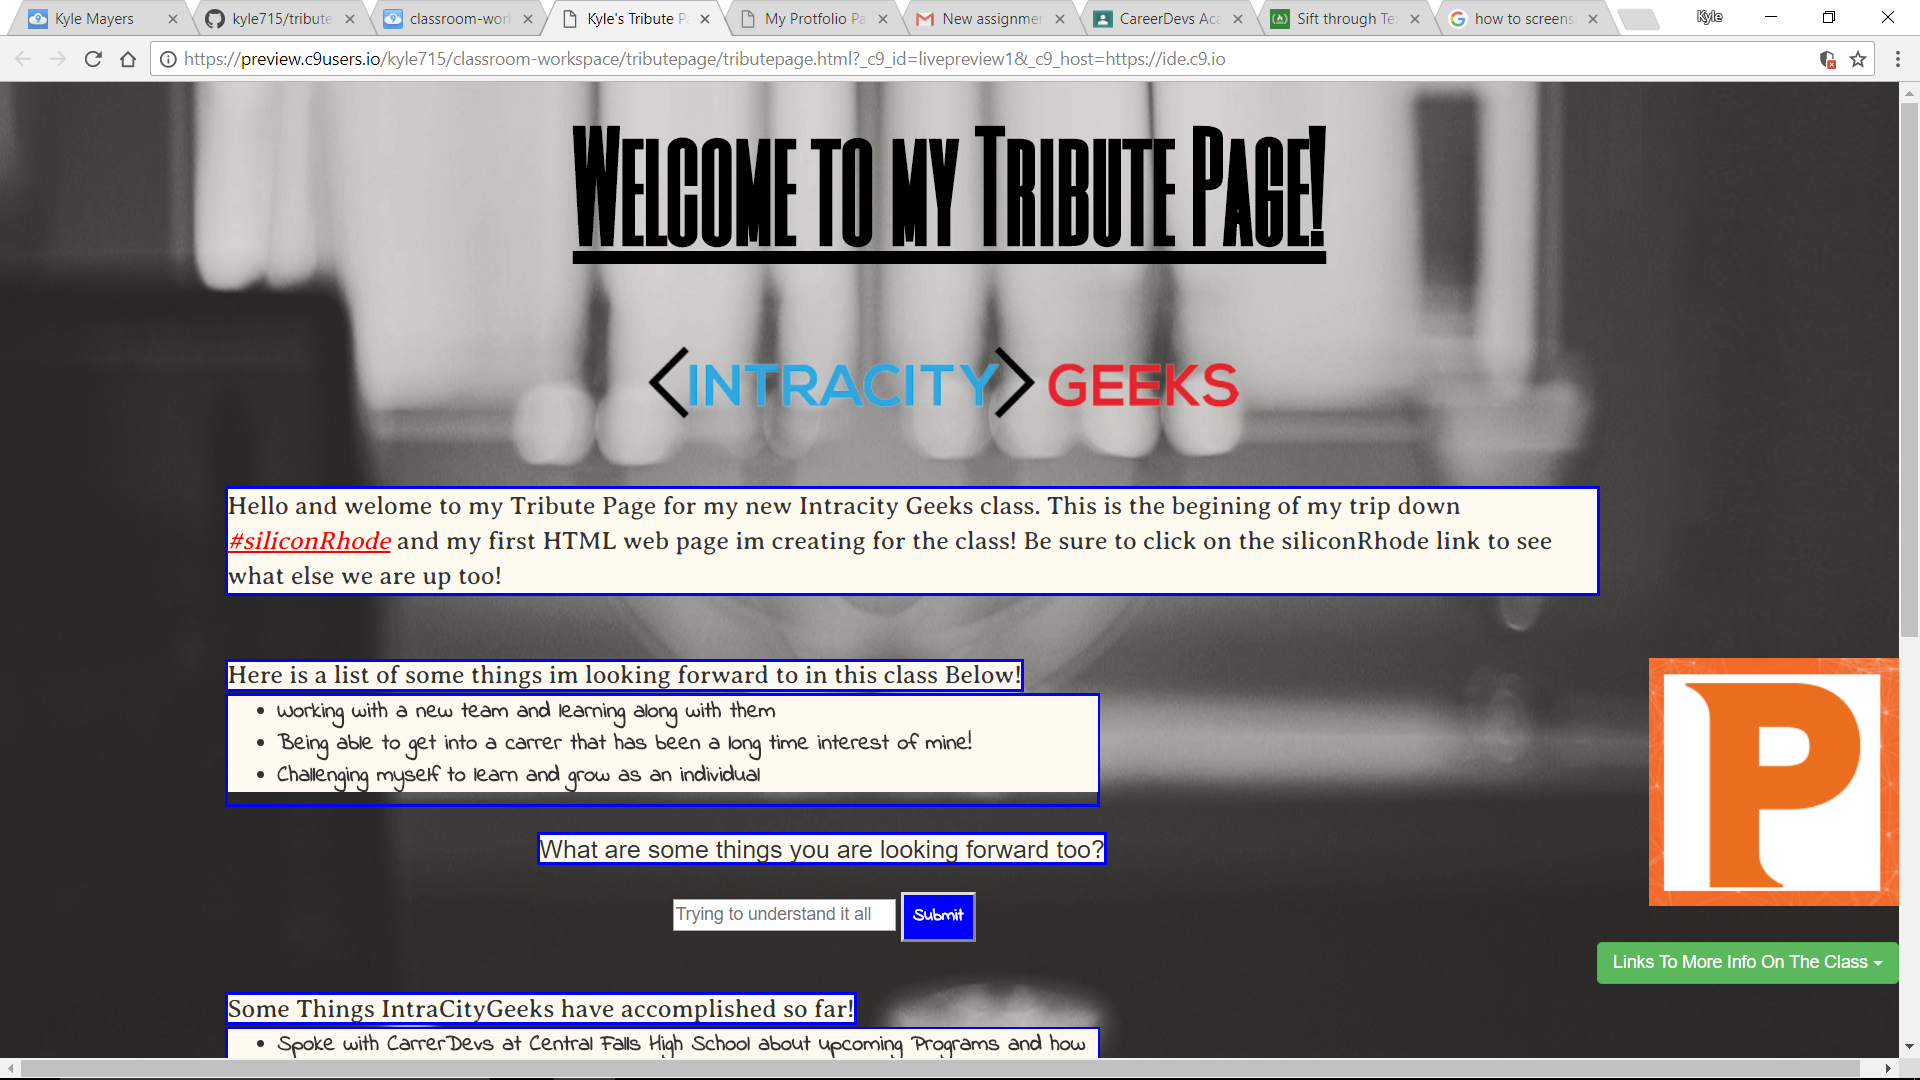 Kyle Mayers
kyle715/tribute
classroom-worl
Kyle's Tribute Pa
My Protfolio Pa
New assignmer
CareerDevs Aca
Sift through Tex
how to screens
Kyle
https://preview.c9users.io/kyle715/classroom-workspace/tributepage/tributepage.html?_c9_id=livepreview1&_c9_host=https://ide.c9.io
Welcome to my Tribute Page!
<INTRACITY> GEEKS
Hello and welome to my Tribute Page for my new Intracity Geeks class. This is the begining of my trip down
#siliconRhode and my first HTML web page im creating for the class! Be sure to click on the siliconRhode link to see
what else we are up too!
Here is a list of some things im looking forward to in this class Below!
• Working with a new team and learning along with them
• Being able to get into a carrer that has been a long time interest of mine!
• Challenging myself to learn and grow as an individual
P
What are some things you are looking forward too?
Trying to understand it all Submit
Links To More Info On The Class
Some Things IntraCityGeeks have accomplished so far!
• Spoke with CarrerDevs at Central Falls High School about upcoming Programs and how